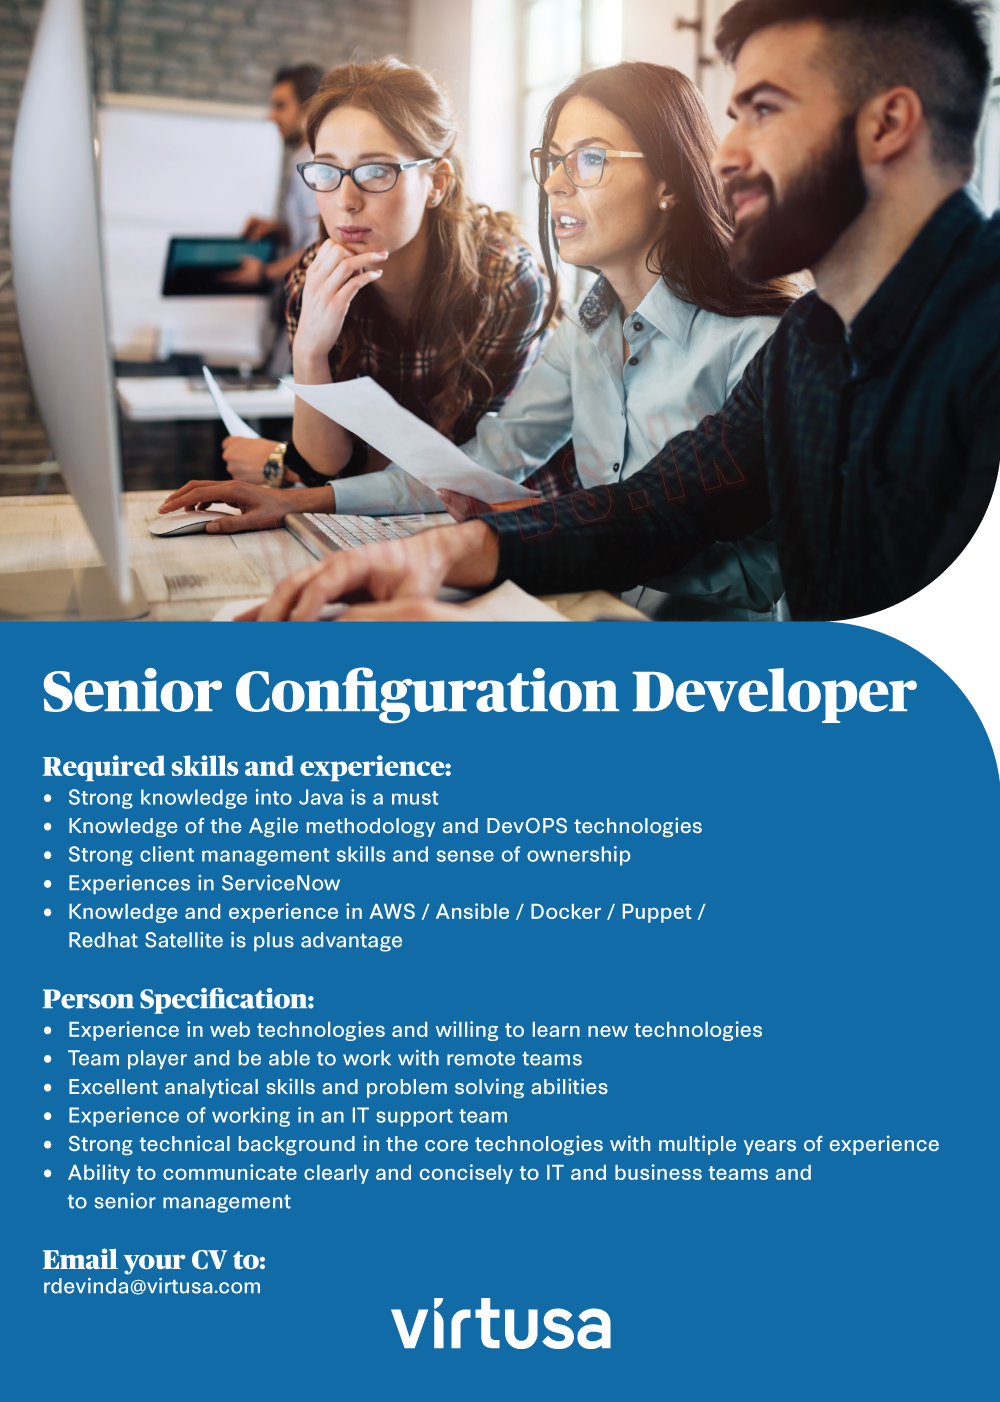 Senior Configuration Developer
Required skills and experience:
• Strong knowledge into Java is a must
• Knowledge of the Agile methodology and DevOPS technologies
• Strong client management skills and sense of ownership
• Experiences in ServiceNow
• Knowledge and experience in AWS / Ansible / Docker / Puppet /
Redhat Satellite is plus advantage
Person Specification:
• Experience in web technologies and willing to learn new technologies
• Team player and be able to work with remote teams
• Excellent analytical skills and problem solving abilities
• Experience of working in an IT support team
• Strong technical background in the core technologies with multiple years of experience
• Ability to communicate clearly and concisely to IT and business teams and
to senior management
Email your CV to:
rdevinda@virtusa.com
virtusa